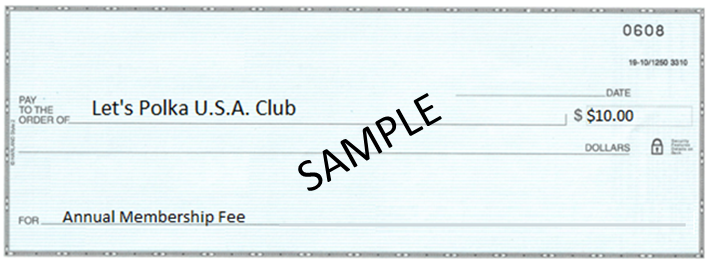 0608
19-10/1250 3310
DATE
PAY
TO THE
ORDER OF Let's Polka U.S.A. Club $ $10.00
DOLLARS
SAMPLE
FOR Annual Membership Fee